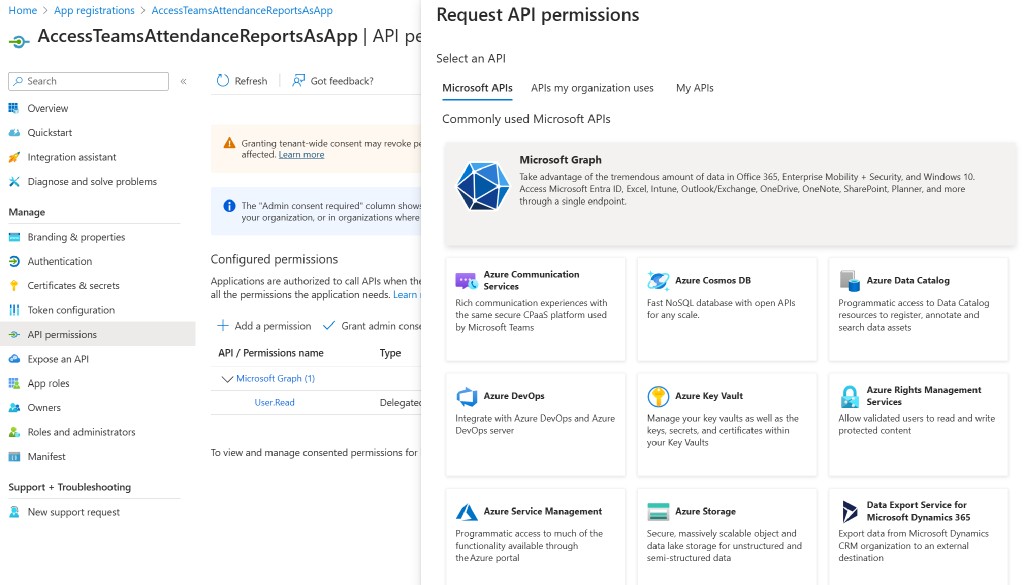 Home > App registrations > AccessTeamsAttendanceReportsAsApp
AccessTeamsAttendanceReportsAsApp | API pe
Search
«
Overview
Quickstart
Integration assistant
Diagnose and solve problems
Manage
Branding & properties
Authentication
Certificates & secrets
Token configuration
API permissions
Expose an API
App roles
Owners
Roles and administrators
Manifest
Support + Troubleshooting
New support request
Refresh
Got feedback?
Granting tenant-wide consent may revoke pe
affected. Learn more
The "Admin consent required" column shows
your organization, or in organizations where
Configured permissions
Applications are authorized to call APIs when the
all the permissions the application needs. Learn
Add a permission
Grant admin conse
API / Permissions name
Type
Microsoft Graph (1)
User.Read
Delegated
To view and manage consented permissions for
Request API permissions
Select an API
Microsoft APIs
APIs my organization uses
My APIs
Commonly used Microsoft APIs
Microsoft Graph
Take advantage of the tremendous amount of data in Office 365, Enterprise Mobility + Security, and Windows 10.
Access Microsoft Entra ID, Excel, Intune, Outlook/Exchange, OneDrive, OneNote, SharePoint, Planner, and more
through a single endpoint.
Azure Communication
Services
Rich communication experiences with
the same secure CPaaS platform used
by Microsoft Teams
Azure Cosmos DB
Fast NoSQL database with open APIs
for any scale.
Azure Data Catalog
Programmatic access to Data Catalog
resources to register, annotate and
search data assets
Azure DevOps
Integrate with Azure DevOps and Azure
DevOps server
Azure Key Vault
Manage your key vaults as well as the
keys, secrets, and certificates within
your Key Vaults
Azure Rights Management
Services
Allow validated users to read and write
protected content
Azure Service Management
Programmatic access to much of the
functionality available through
the Azure portal
Azure Storage
Secure, massively scalable object and
data lake storage for unstructured and
semi-structured data
Data Export Service for
Microsoft Dynamics 365
Export data from Microsoft Dynamics
CRM organization to an external
destination